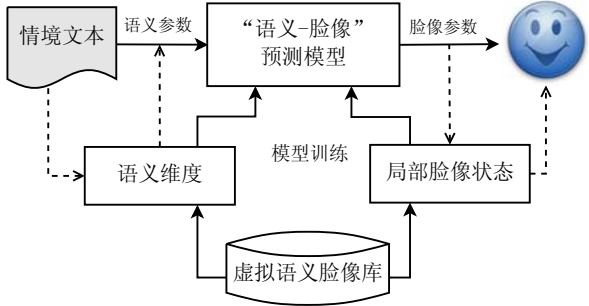 情境文本
语义参数
“语义-脸像”
预测模型
脸像参数
语义维度
模型训练
局部脸像状态
虚拟语义脸像库